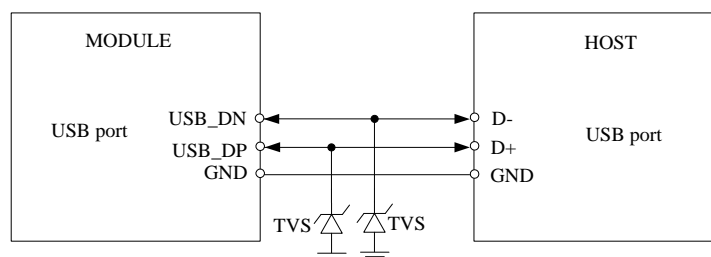 MODULE
HOST
USB port
USB port
USB_DN
D-
USB_DP
D+
GND
GND
TVS
TVS